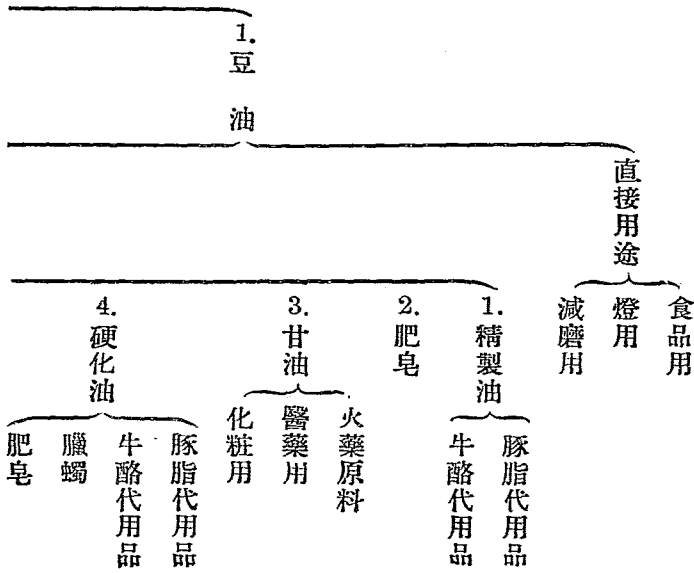 1.豆油
直接用途
食品用
燈用
減磨用
1.精製油
豚脂代用品
牛酪代用品
2.肥皂
3.甘油
火藥原料
醫藥用
化粧用
4.硬化油
豚脂代用品
牛酪代用品
臘蠋
肥皂